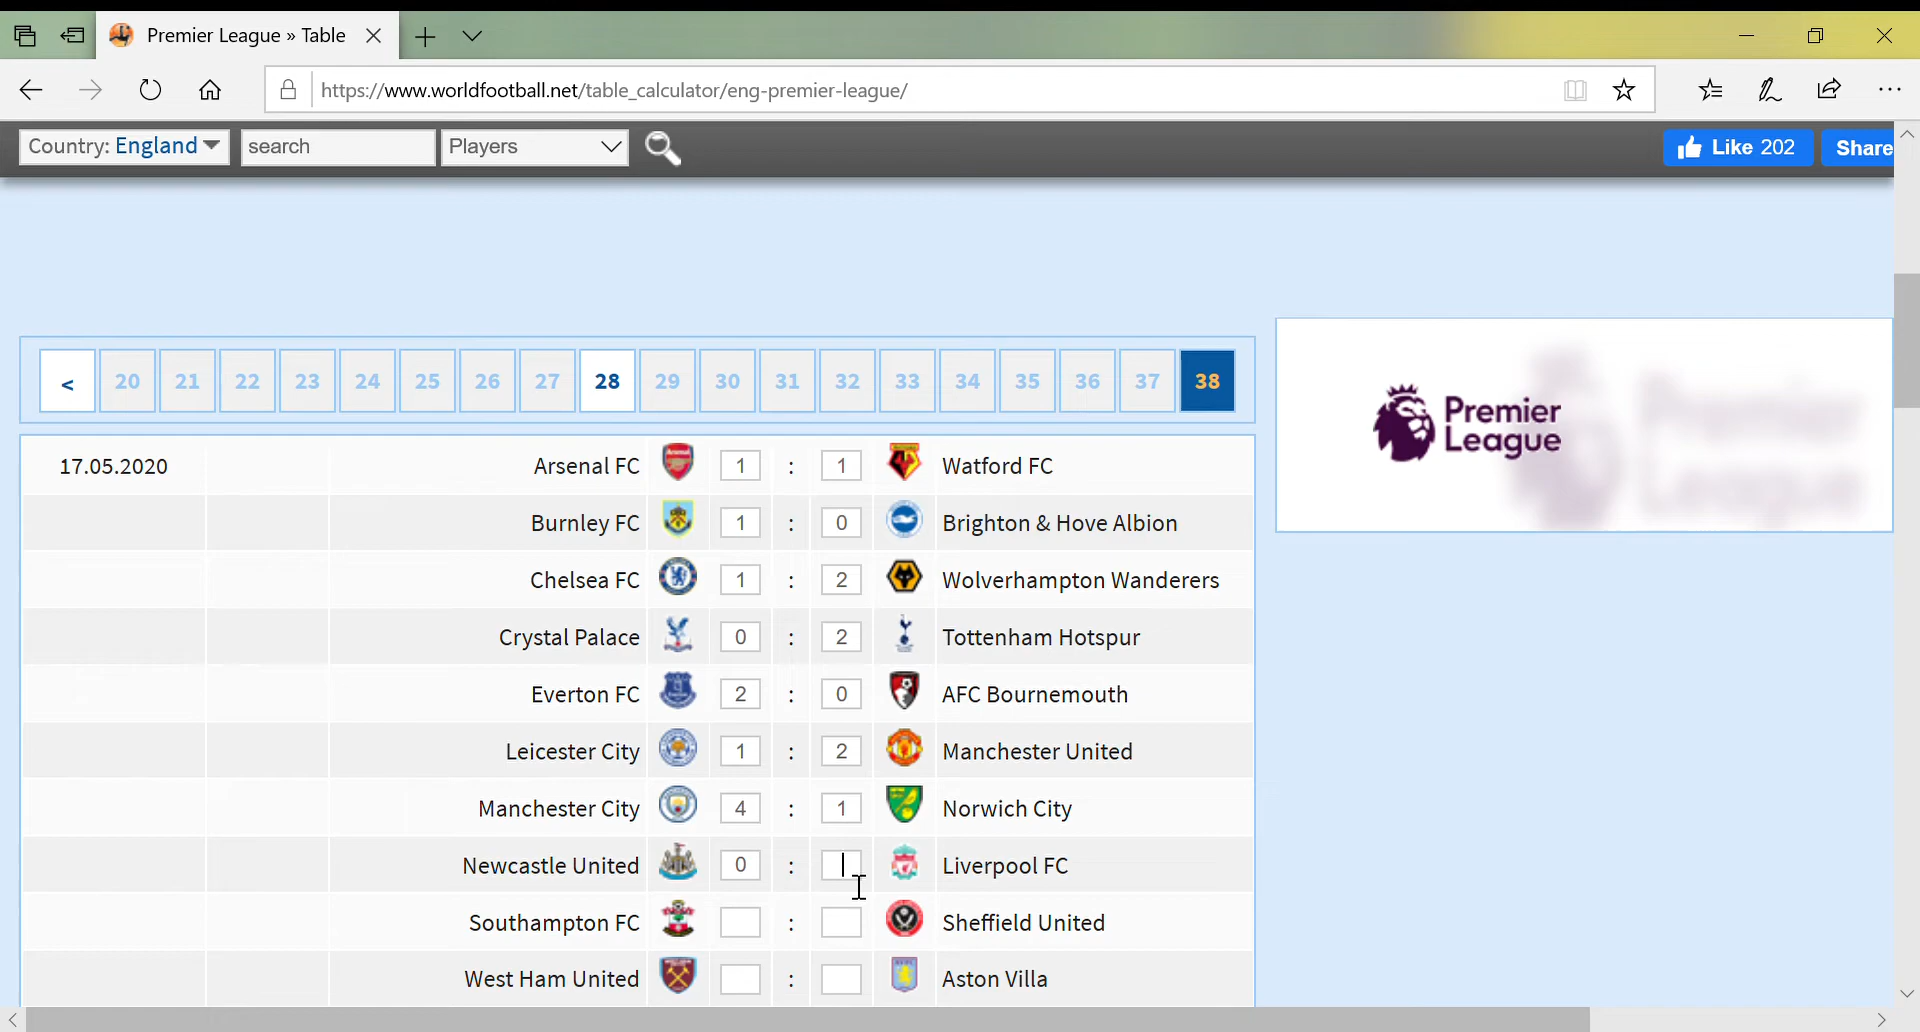 Premier League » Table
https://www.worldfootball.net/table_calculator/eng-premier-league/
Country: England search Players Like 202 Share
< 20 21 22 23 24 25 26 27 28 29 30 31 32 33 34 35 36 37 38
Premier
League
17.05.2020 Arsenal FC 1 : 1 Watford FC
Burnley FC 1 : 0 Brighton & Hove Albion
Chelsea FC 1 : 2 Wolverhampton Wanderers
Crystal Palace 0 : 2 Tottenham Hotspur
Everton FC 2 : 0 AFC Bournemouth
Leicester City 1 : 2 Manchester United
Manchester City 4 : 1 Norwich City
Newcastle United 0 : Liverpool FC
Southampton FC : Sheffield United
West Ham United : Aston Villa